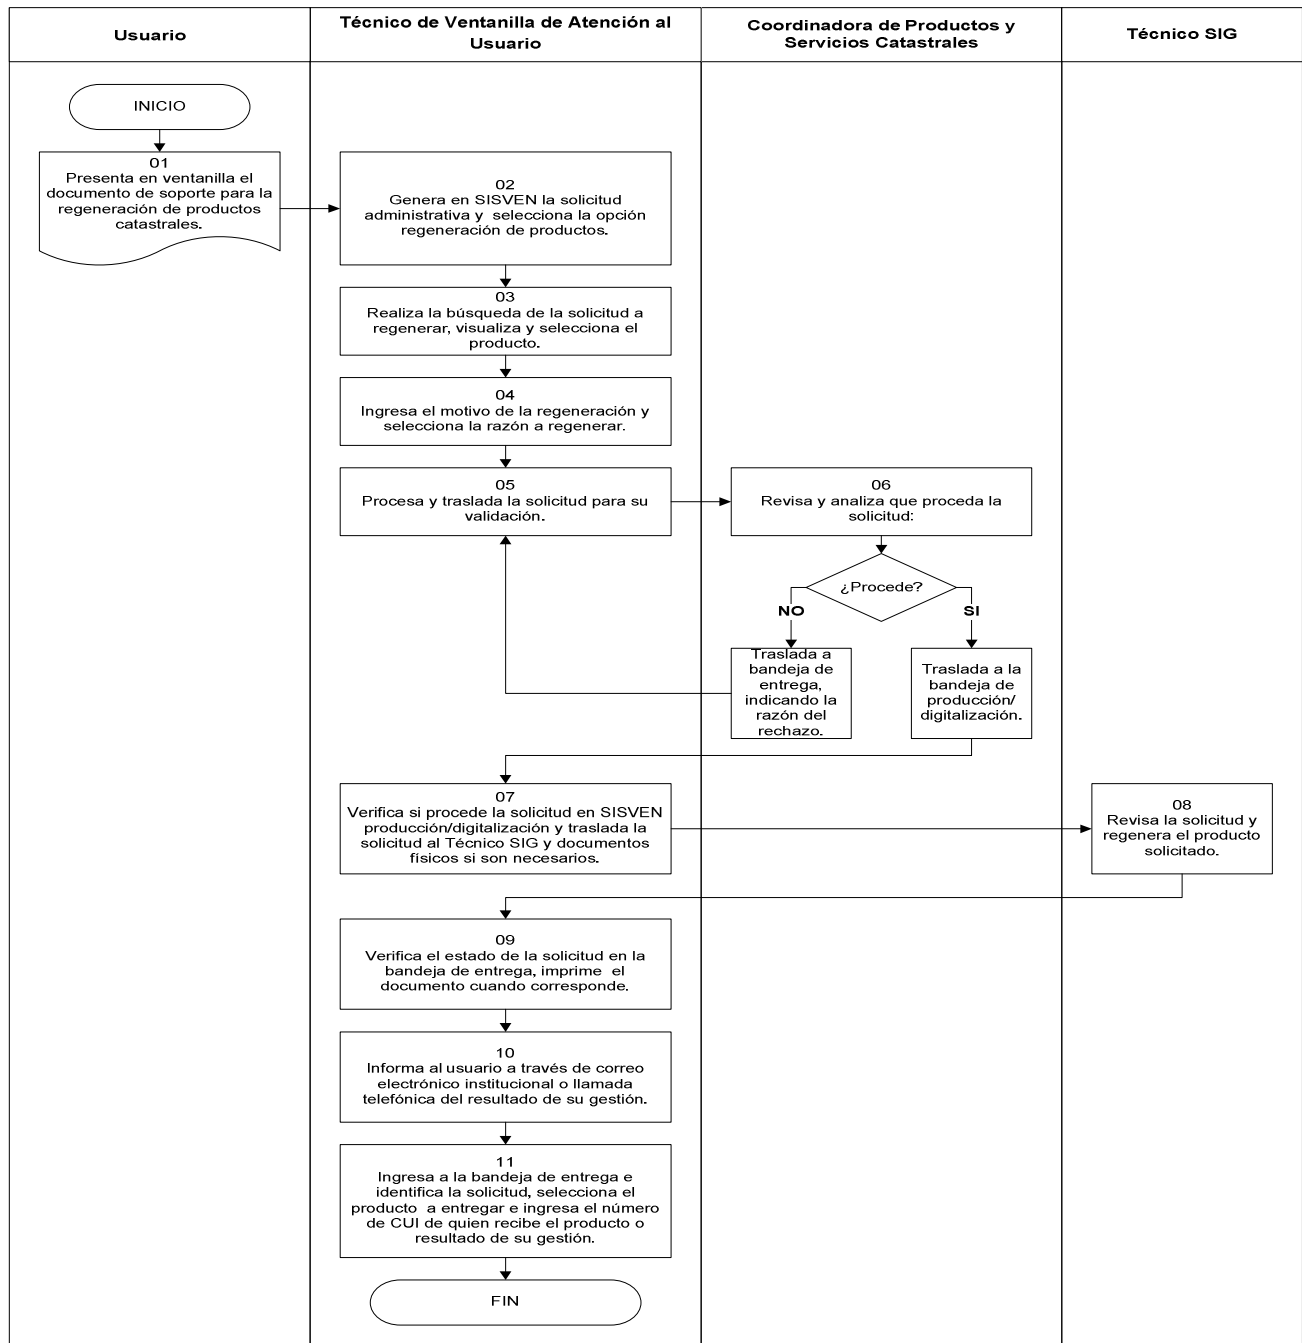 Usuario
Técnico de Ventanilla de Atención al
Usuario
Coordinadora de Productos y
Servicios Catastrales
Técnico SIG
INICIO
01
Presenta en ventanilla el
documento de soporte para la
regeneración de productos
catastrales.
02
Genera en SISVEN la solicitud
administrativa y selecciona la opción
regeneración de productos.
03
Realiza la búsqueda de la solicitud a
regenerar, visualiza y selecciona el
producto.
04
Ingresa el motivo de la regeneración y
selecciona la razón a regenerar.
05
Procesa y traslada la solicitud para su
validación.
06
Revisa y analiza que proceda la
solicitud:
¿Procede?
NO
SI
Traslada a
bandeja de
entrega,
indicando la
razón del
rechazo.
Traslada a la
bandeja de
producción/
digitalización.
07
Verifica si procede la solicitud en SISVEN
producción/digitalización y traslada la
solicitud al Técnico SIG y documentos
físicos si son necesarios.
08
Revisa la solicitud y
regenera el producto
solicitado.
09
Verifica el estado de la solicitud en la
bandeja de entrega, imprime el
documento cuando corresponde.
10
Informa al usuario a través de correo
electrónico institucional o llamada
telefónica del resultado de su gestión.
11
Ingresa a la bandeja de entrega e
identifica la solicitud, selecciona el
producto a entregar e ingresa el número
de CUI de quien recibe el producto o
resultado de su gestión.
FIN